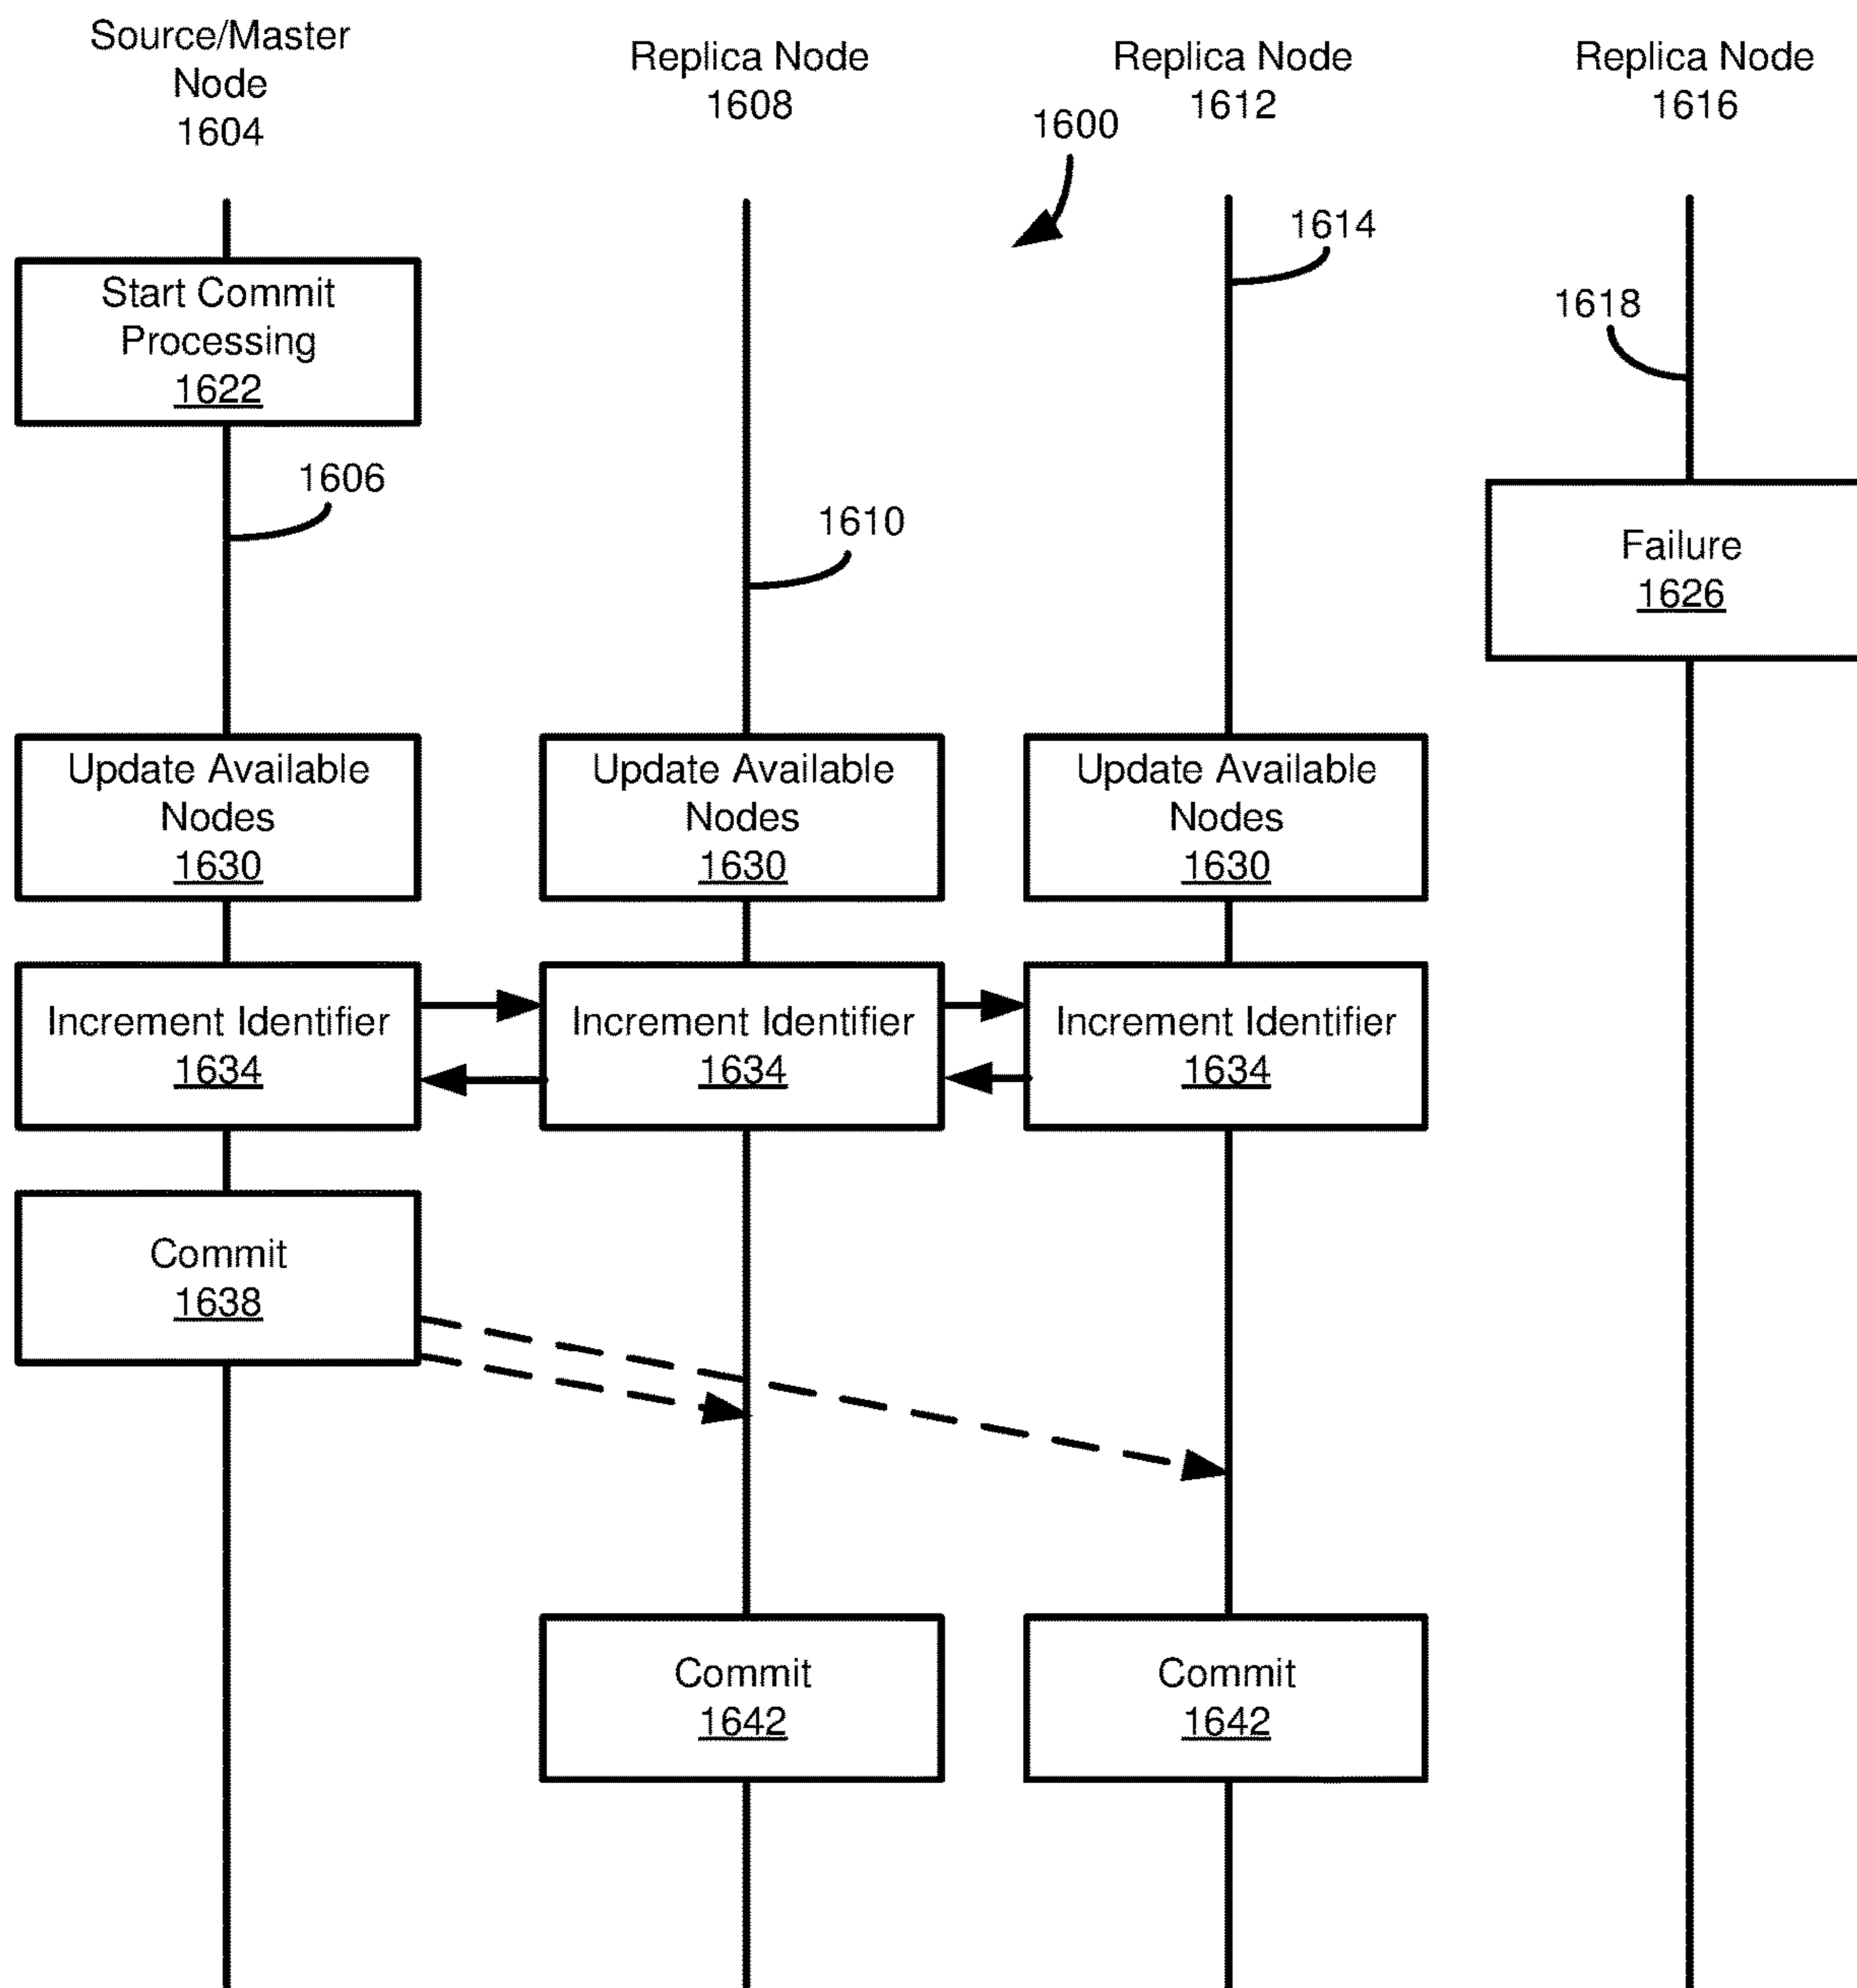 Source/Master
Node
1604
Replica Node
1608
Replica Node
1612
Replica Node
1616
1600
1614
1618
Start Commit
Processing
1622
1606
1610
Failure
1626
Update Available
Nodes
1630
Update Available
Nodes
1630
Update Available
Nodes
1630
Increment Identifier
1634
Increment Identifier
1634
Increment Identifier
1634
Commit
1638
Commit
1642
Commit
1642